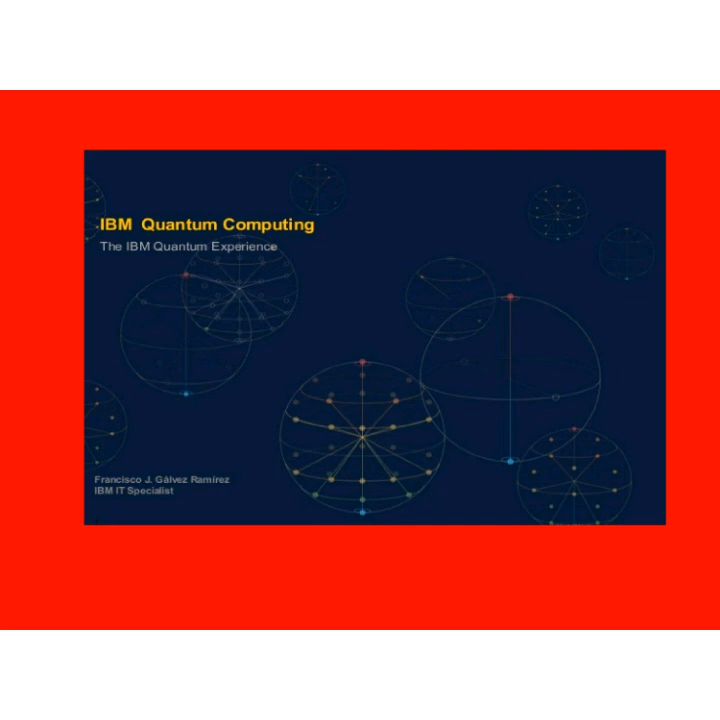 IBM Quantum Computing
The IBM Quantum Experience
Francisco J. Gálvez Ramírez
IBM IT Specialist